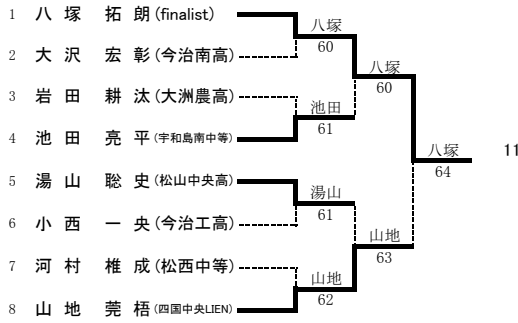 1 八塚 拓朗 (finalist)
2 大沢 宏彰 (今治南高)
3 岩田 耕汰 (大洲農高)
4 池田 亮平 (宇和島南中等)
5 湯山 聡史 (松山中央高)
6 小西 一央 (今治工高)
7 河村 椎成 (松西中等)
8 山地 莞梧 (四国中央LIEN)
八塚
60
池田
61
湯山
61
山地
62
八塚
60
山地
63
八塚
64
11